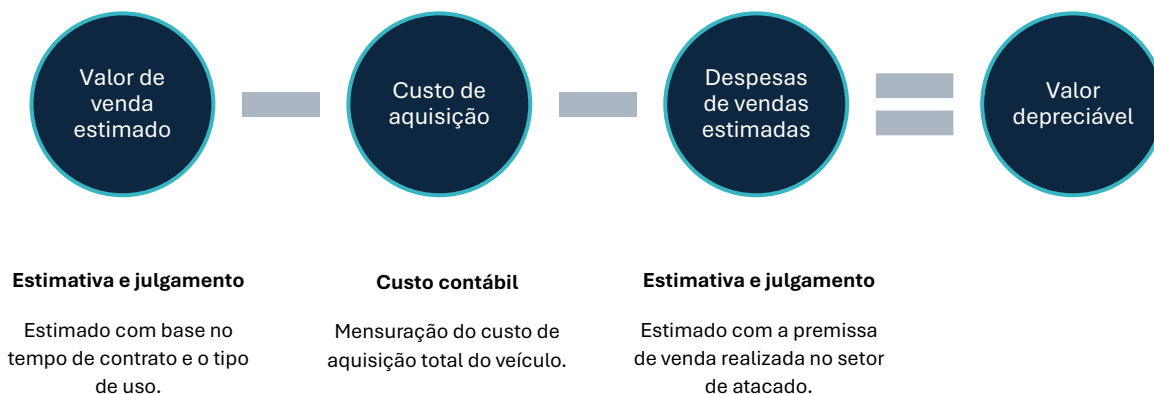 Valor de
venda
estimado
Custo de
aquisição
Despesas
de vendas
estimadas
Valor
depreciável
Estimativa e julgamento
Estimado com base no
tempo de contrato e o tipo
de uso.
Custo contábil
Mensuração do custo de
aquisição total do veículo.
Estimativa e julgamento
Estimado com a premissa
de venda realizada no setor
de atacado.